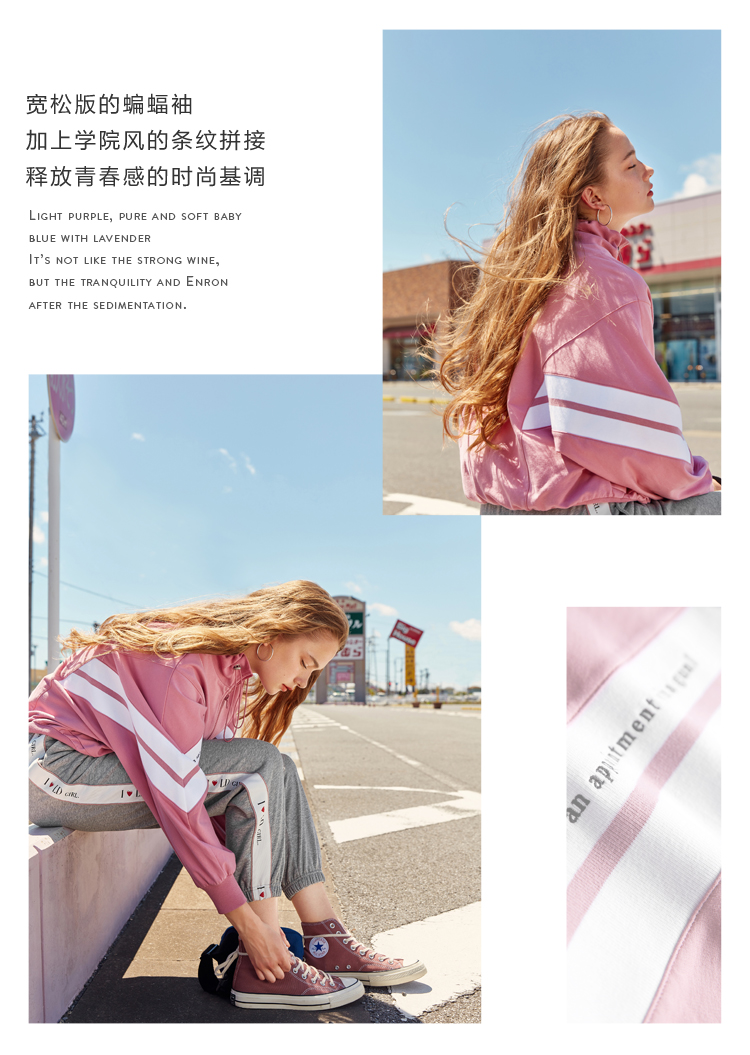 宽松版的蝙蝠袖
加上学院风的条纹拼接
释放青春感的时尚基调
Light purple, pure and soft baby
blue with lavender
It's not like the strong wine,
but the tranquility and Enron
after the sedimentation.
I ♥ LD GIRL
an